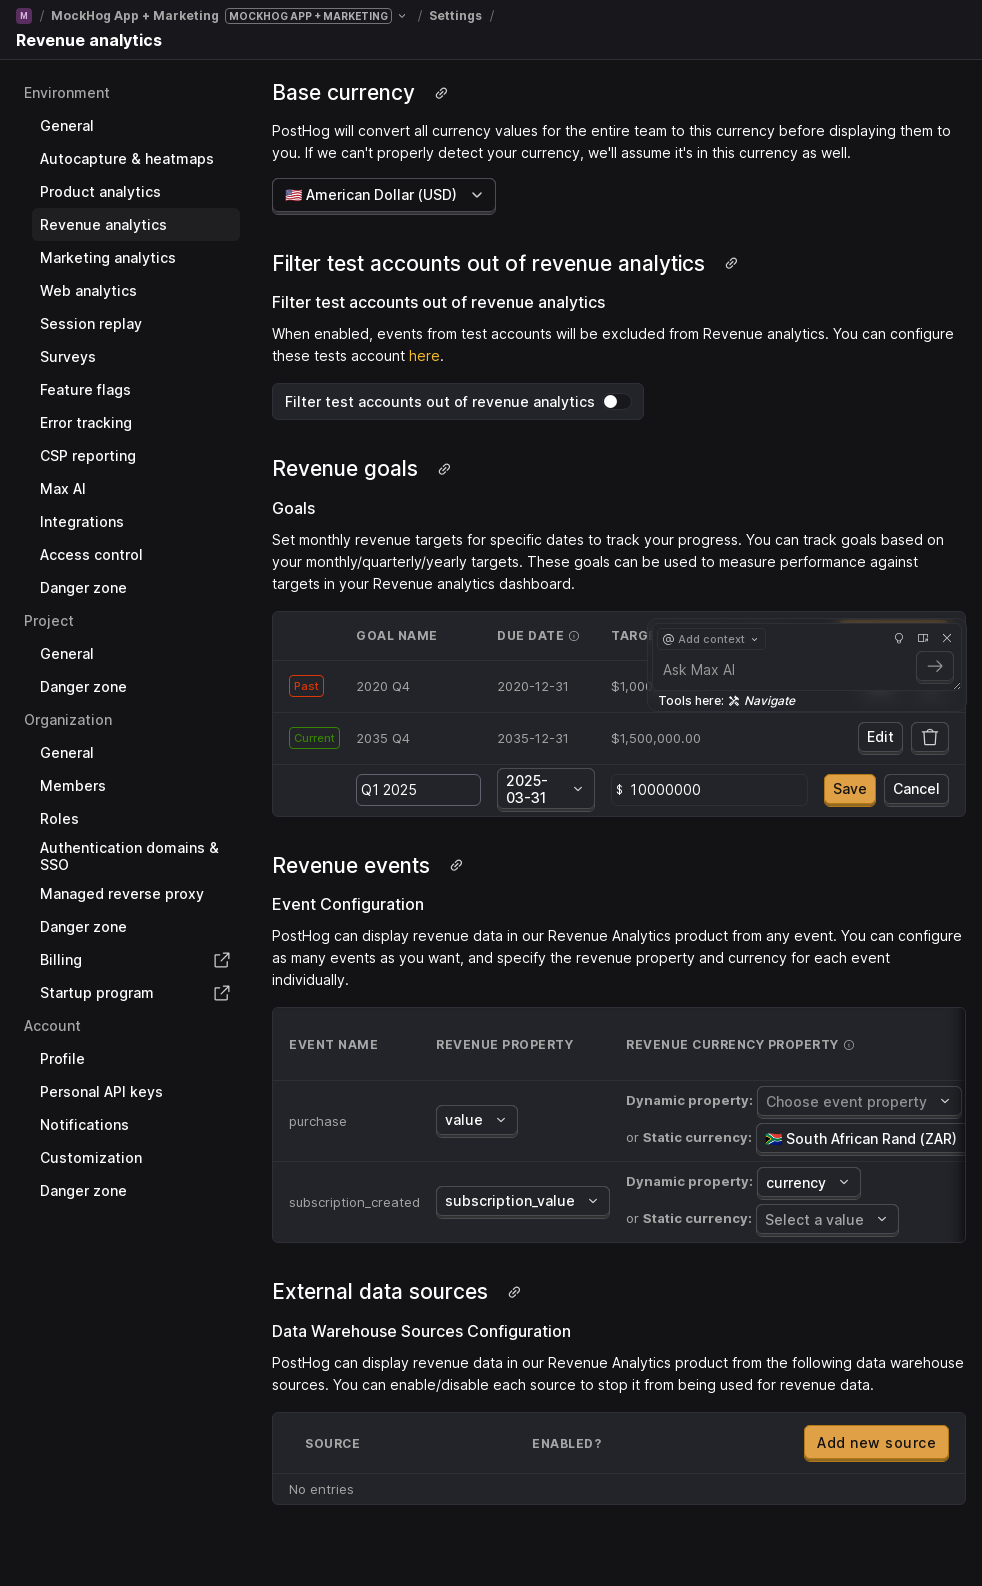 M / MockHog App + Marketing MOCKHOG APP + MARKETING / Settings /
Revenue analytics
Environment
General
Autocapture & heatmaps
Product analytics
Revenue analytics
Marketing analytics
Web analytics
Session replay
Surveys
Feature flags
Error tracking
CSP reporting
Max AI
Integrations
Access control
Danger zone
Project
General
Danger zone
Organization
General
Members
Roles
Authentication domains &
SSO
Managed reverse proxy
Danger zone
Billing
Startup program
Account
Profile
Personal API keys
Notifications
Customization
Danger zone
Base currency
PostHog will convert all currency values for the entire team to this currency before displaying them to
you. If we can't properly detect your currency, we'll assume it's in this currency as well.
🇺🇸 American Dollar (USD)
Filter test accounts out of revenue analytics
Filter test accounts out of revenue analytics
When enabled, events from test accounts will be excluded from Revenue analytics. You can configure
these tests account here.
Filter test accounts out of revenue analytics
Revenue goals
Goals
Set monthly revenue targets for specific dates to track your progress. You can track goals based on
your monthly/quarterly/yearly targets. These goals can be used to measure performance against
targets in your Revenue analytics dashboard.
GOAL NAME DUE DATE
@ Add context
Ask Max AI
Tools here: Navigate
Past 2020 Q4 2020-12-31
Current 2035 Q4 2035-12-31 $1,500,000.00 Edit
Q1 2025 2025-
03-31 $ 10000000 Save Cancel
Revenue events
Event Configuration
PostHog can display revenue data in our Revenue Analytics product from any event. You can configure
as many events as you want, and specify the revenue property and currency for each event
individually.
EVENT NAME REVENUE PROPERTY REVENUE CURRENCY PROPERTY
purchase value Dynamic property: Choose event property
or Static currency: 🇿🇦 South African Rand (ZAR)
subscription_created subscription_value Dynamic property: currency
or Static currency: Select a value
External data sources
Data Warehouse Sources Configuration
PostHog can display revenue data in our Revenue Analytics product from the following data warehouse
sources. You can enable/disable each source to stop it from being used for revenue data.
SOURCE ENABLED? Add new source
No entries